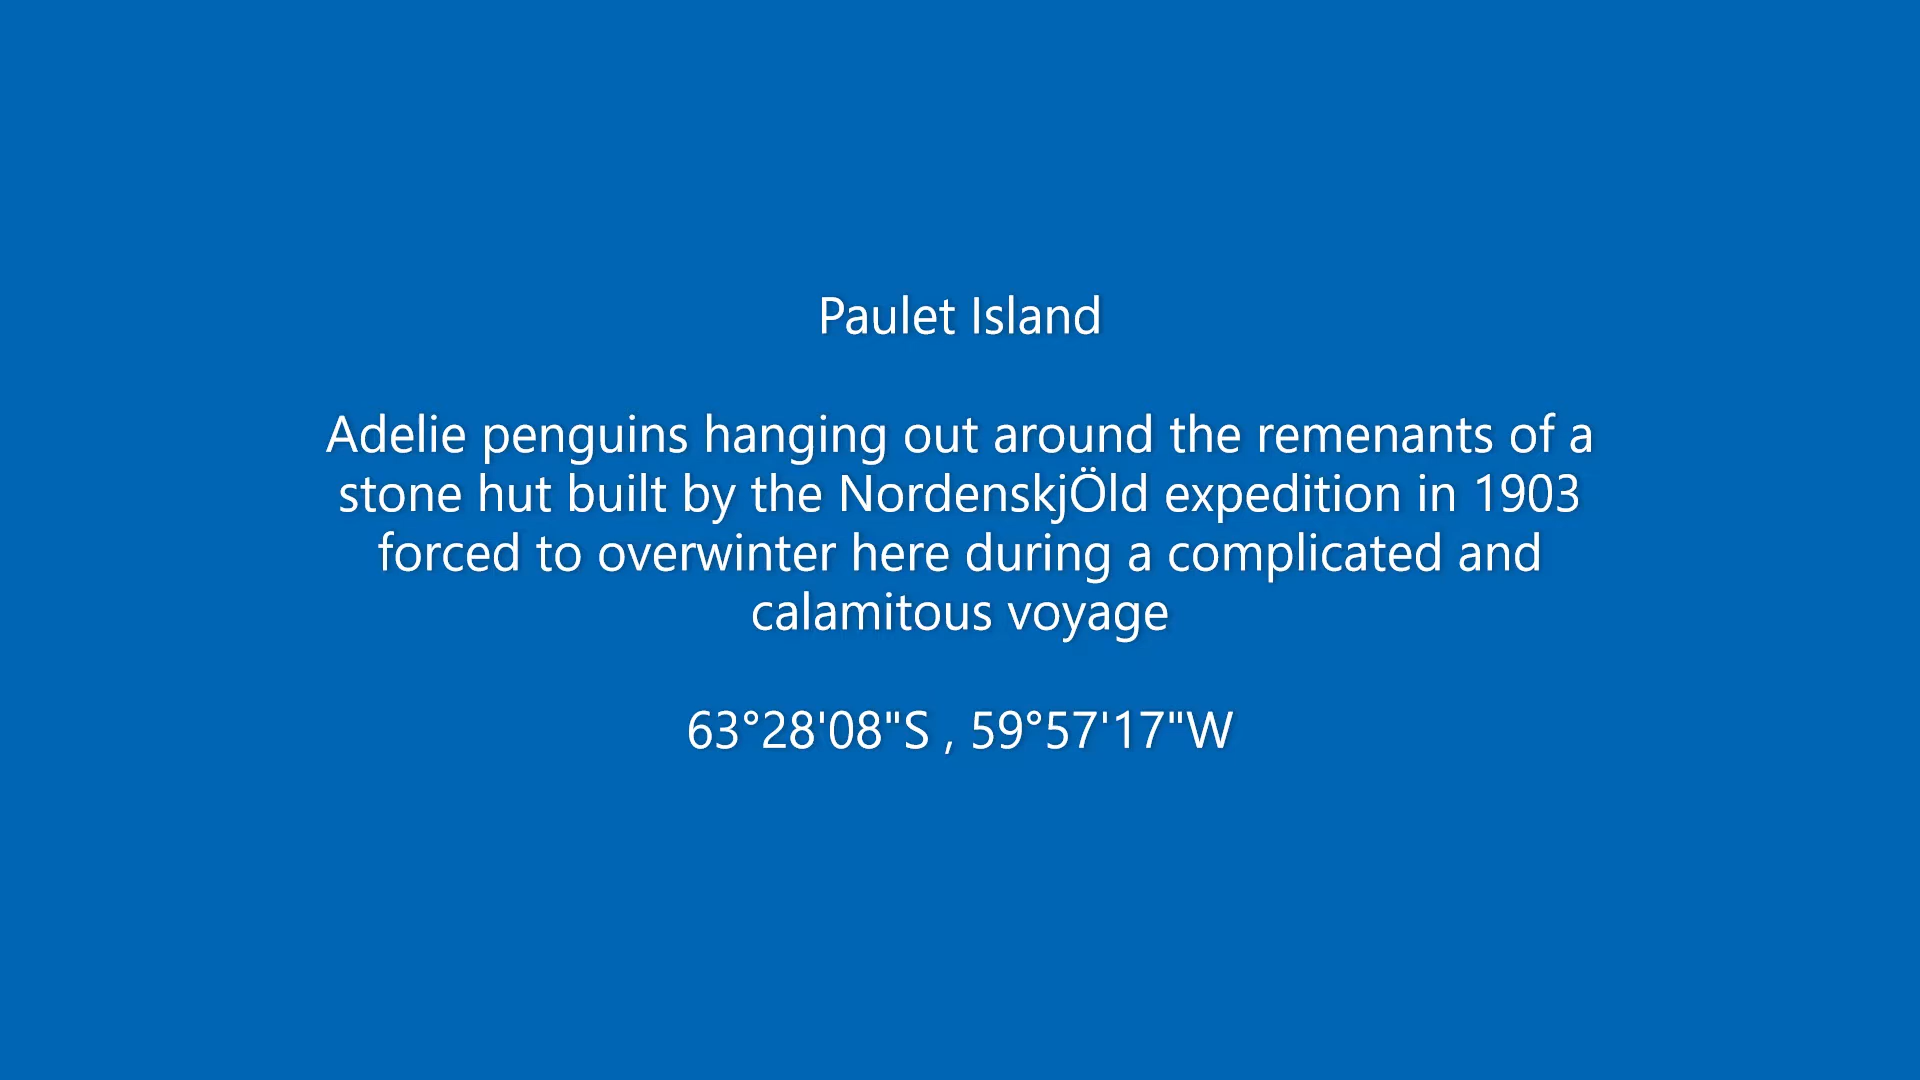 Paulet Island
Adelie penguins hanging out around the remenants of a
stone hut built by the NordenskjÖld expedition in 1903
forced to overwinter here during a complicated and
calamitous voyage
63°28'08"S , 59°57'17"W